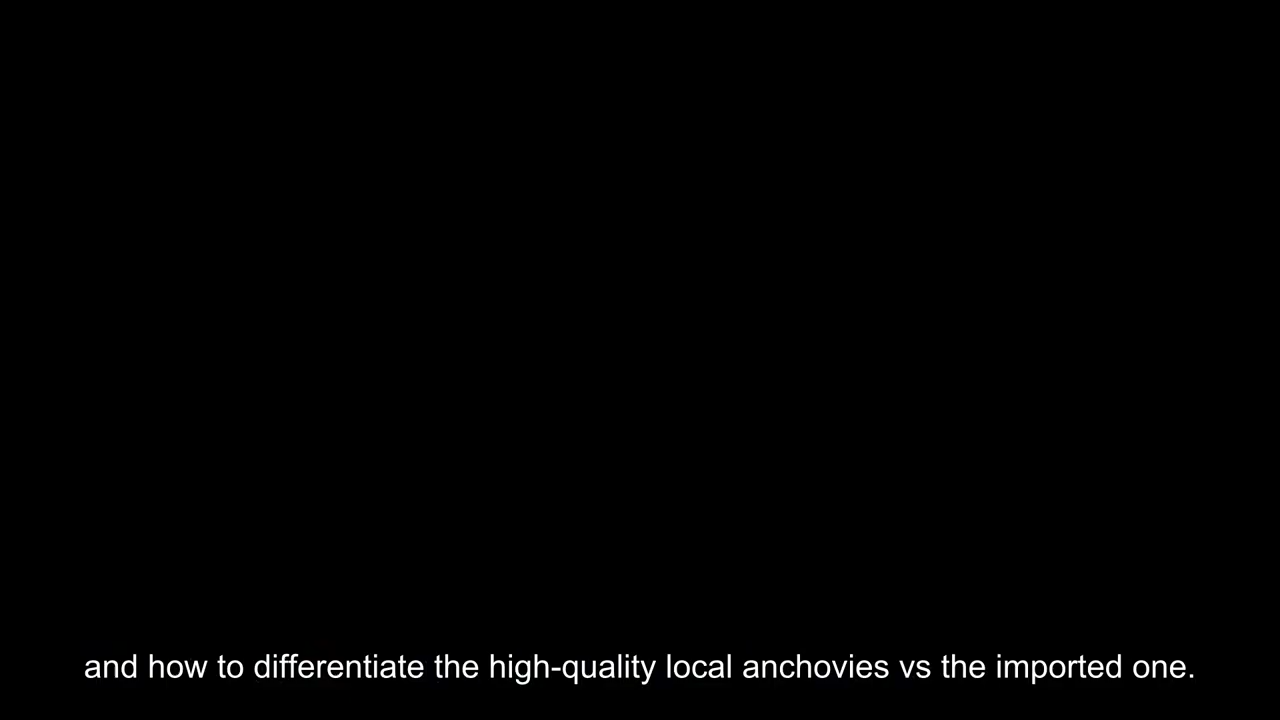 and how to differentiate the high-quality local anchovies vs the imported one.